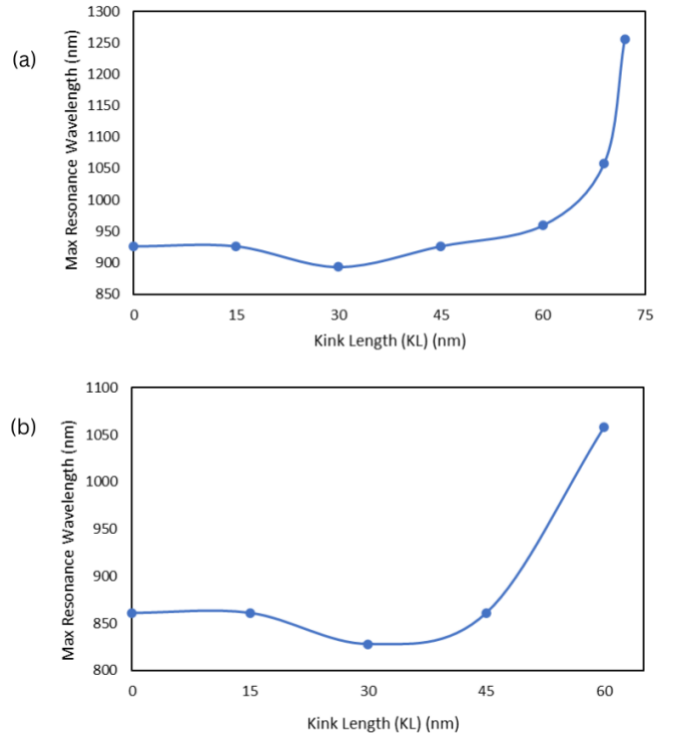 (a)
Max Resonance Wavelength (nm)
1300
1250
1200
1150
1100
1050
1000
950
900
850
0 15 30 45 60 75
Kink Length (KL) (nm)
(b)
Max Resonance Wavelength (nm)
1100
1050
1000
950
900
850
800
0 15 30 45 60
Kink Length (KL) (nm)